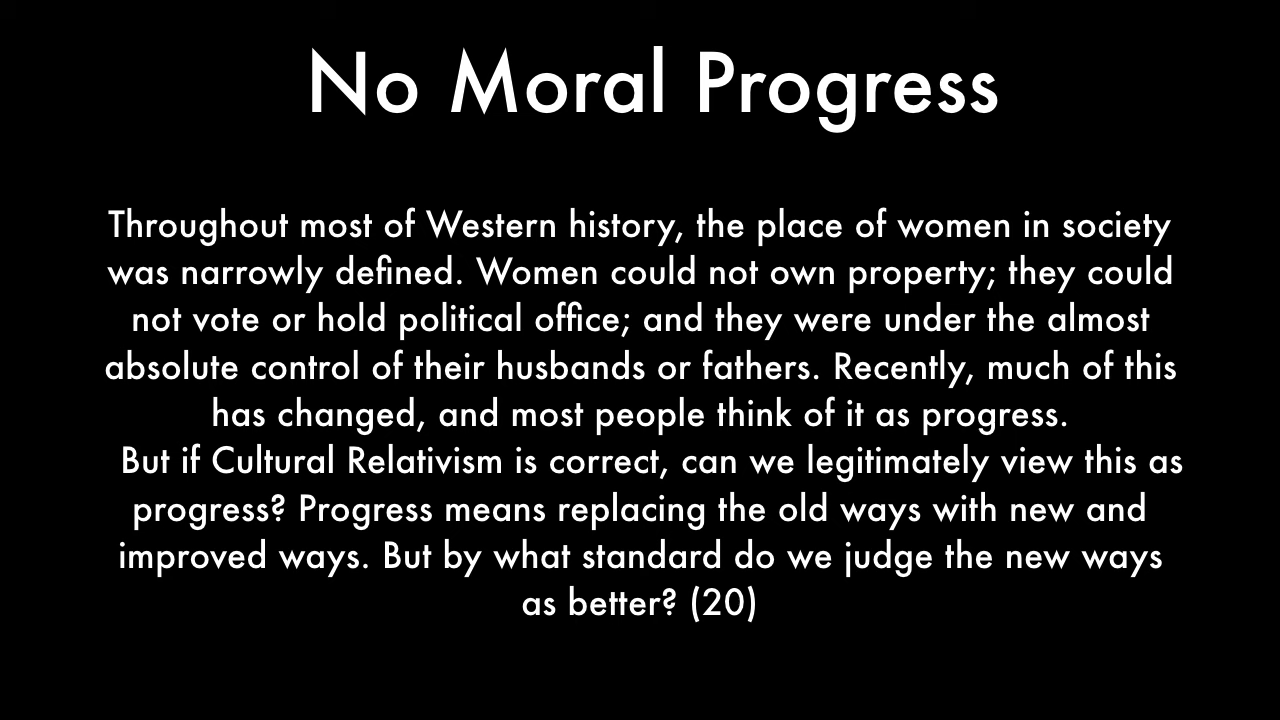 No Moral Progress
Throughout most of Western history, the place of women in society
was narrowly defined. Women could not own property; they could
not vote or hold political office; and they were under the almost
absolute control of their husbands or fathers. Recently, much of this
has changed, and most people think of it as progress.
But if Cultural Relativism is correct, can we legitimately view this as
progress? Progress means replacing the old ways with new and
improved ways. But by what standard do we judge the new ways
as better? (20)